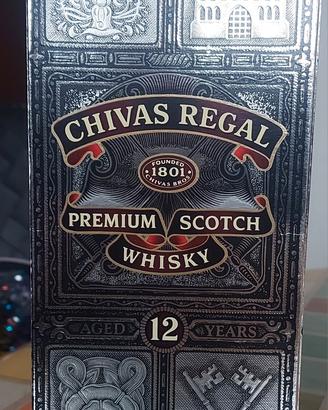 CHIVAS REGAL
FOUNDED
1801
CHIVAS BROS
PREMIUM SCOTCH
WHISKY
AGED 12 YEARS